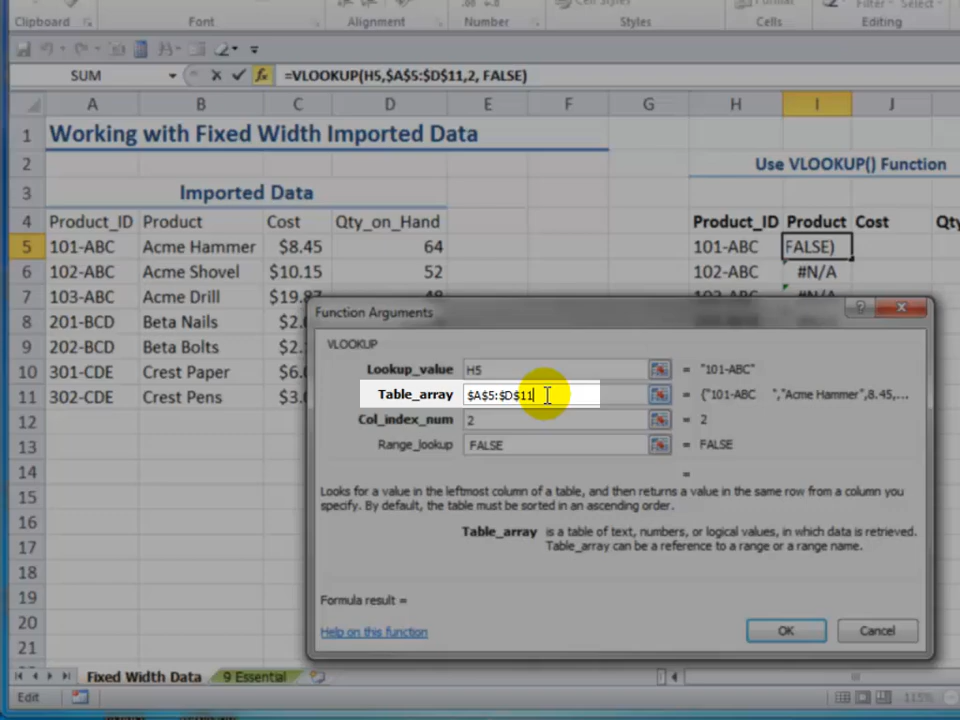 Clipboard Font Alignment Number Styles Cells Editing
SUM =VLOOKUP(H5,$A$5:$D$11,2, FALSE)
A B C D E F G H I J
1 Working with Fixed Width Imported Data
2 Use VLOOKUP() Function
3 Imported Data
4 Product_ID Product Cost Qty_on_Hand Product_ID Product Cost
5 101-ABC Acme Hammer $8.45 64 101-ABC FALSE)
6 102-ABC Acme Shovel $10.15 52 102-ABC #N/A
7 103-ABC Acme Drill
8 201-BCD Beta Nails
9 202-BCD Beta Bolts
10 301-CDE Crest Paper
11 302-CDE Crest Pens
12
13
14
15
16
17
18
19
20
21
Function Arguments
VLOOKUP
Lookup_value H5 = "101-ABC"
Table_array $A$5:$D$11 = {"101-ABC ","Acme Hammer",8.45,...
Col_index_num 2 = 2
Range_lookup FALSE = FALSE
=
Looks for a value in the leftmost column of a table, and then returns a value in the same row from a column you
specify. By default, the table must be sorted in an ascending order.
Table_array is a table of text, numbers, or logical values, in which data is retrieved.
Table_array can be a reference to a range or a range name.
Formula result =
Help on this function OK Cancel
Fixed Width Data 9 Essential
Edit 115%